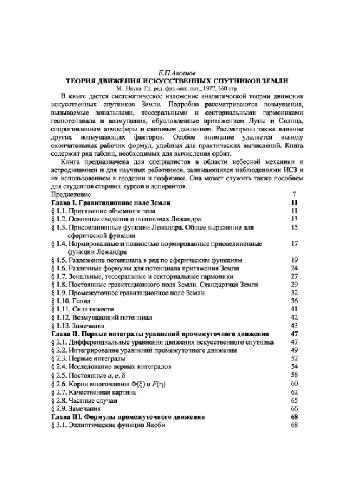 Е.П.Аксенов
ТЕОРИЯ ДВИЖЕНИЯ ИСКУССТВЕННЫХ СПУТНИКОВ ЗЕМЛИ
М.: Наука. Гл. ред. физ.-мат. лит., 1977, 360 стр.
В книге дается систематическое изложение аналитической теории движения
искусственных спутников Земли. Подробно рассматриваются возмущения,
вызываемые зональными, тессеральными и секториальными гармониками
геопотенциала и возмущения, обусловленные притяжением Луны и Солнца,
сопротивлением атмосферы и световым давлением. Рассмотрено также влияние
других возмущающих факторов. Особое внимание уделяется выводу
окончательных рабочих формул, удобных для практических вычислений. Книга
содержит ряд таблиц, необходимых для вычисления орбит.
Книга предназначена для специалистов в области небесной механики и
астродинамики и для научных работников, занимающихся наблюдениями ИСЗ и
их использованием в геодезии и геофизике. Она может служить также пособием
для студентов старших курсов и аспирантов.
Предисловие 7
Глава I. Гравитационное поле Земли 11
§ 1.1. Притяжение объемного тела 11
§ 1.2. Основные сведения о полиномах Лежандра 13
§ 1.3. Присоединенные функции Лежандра. Общее выражение для 15
сферической функции
§ 1.4. Нормированные и полностью нормированные присоединенные 17
функции Лежандра
§ 1.5. Разложение потенциала в ряд по сферическим функциям 19
§ 1.6. Различные формулы для потенциала притяжения Земли 24
§ 1.7. Зональные, тессеральные и секториальные гармоники 27
§ 1.8. Постоянные гравитационного поля Земли. Стандартная Земля 29
§ 1.9. Промежуточное гравитационное поле Земли 32
§ 1.10. Геоид 36
§ 1.11. Сила тяжести 41
§ 1.12. Возмущающий потенциал 42
§ 1.13. Замечания 43
Глава II. Первые интегралы уравнений промежуточного движения 47
§ 2.1. Дифференциальные уравнения движения искусственного спутника 47
§ 2.2. Интегрирование уравнений промежуточного движения 49
§ 2.3. Первые интегралы 52
§ 2.4. Исследование первых интегралов 54
§ 2.5. Постоянные a, e, δ 58
§ 2.6. Корни многочленов Φ(ξ) и F(η) 60
§ 2.7. Качественная картина 62
§ 2.8. Частные случаи 65
§ 2.9. Замечания 66
Глава III. Формулы промежуточного движения 68
§ 3.1. Эллиптические функции Якоби 68